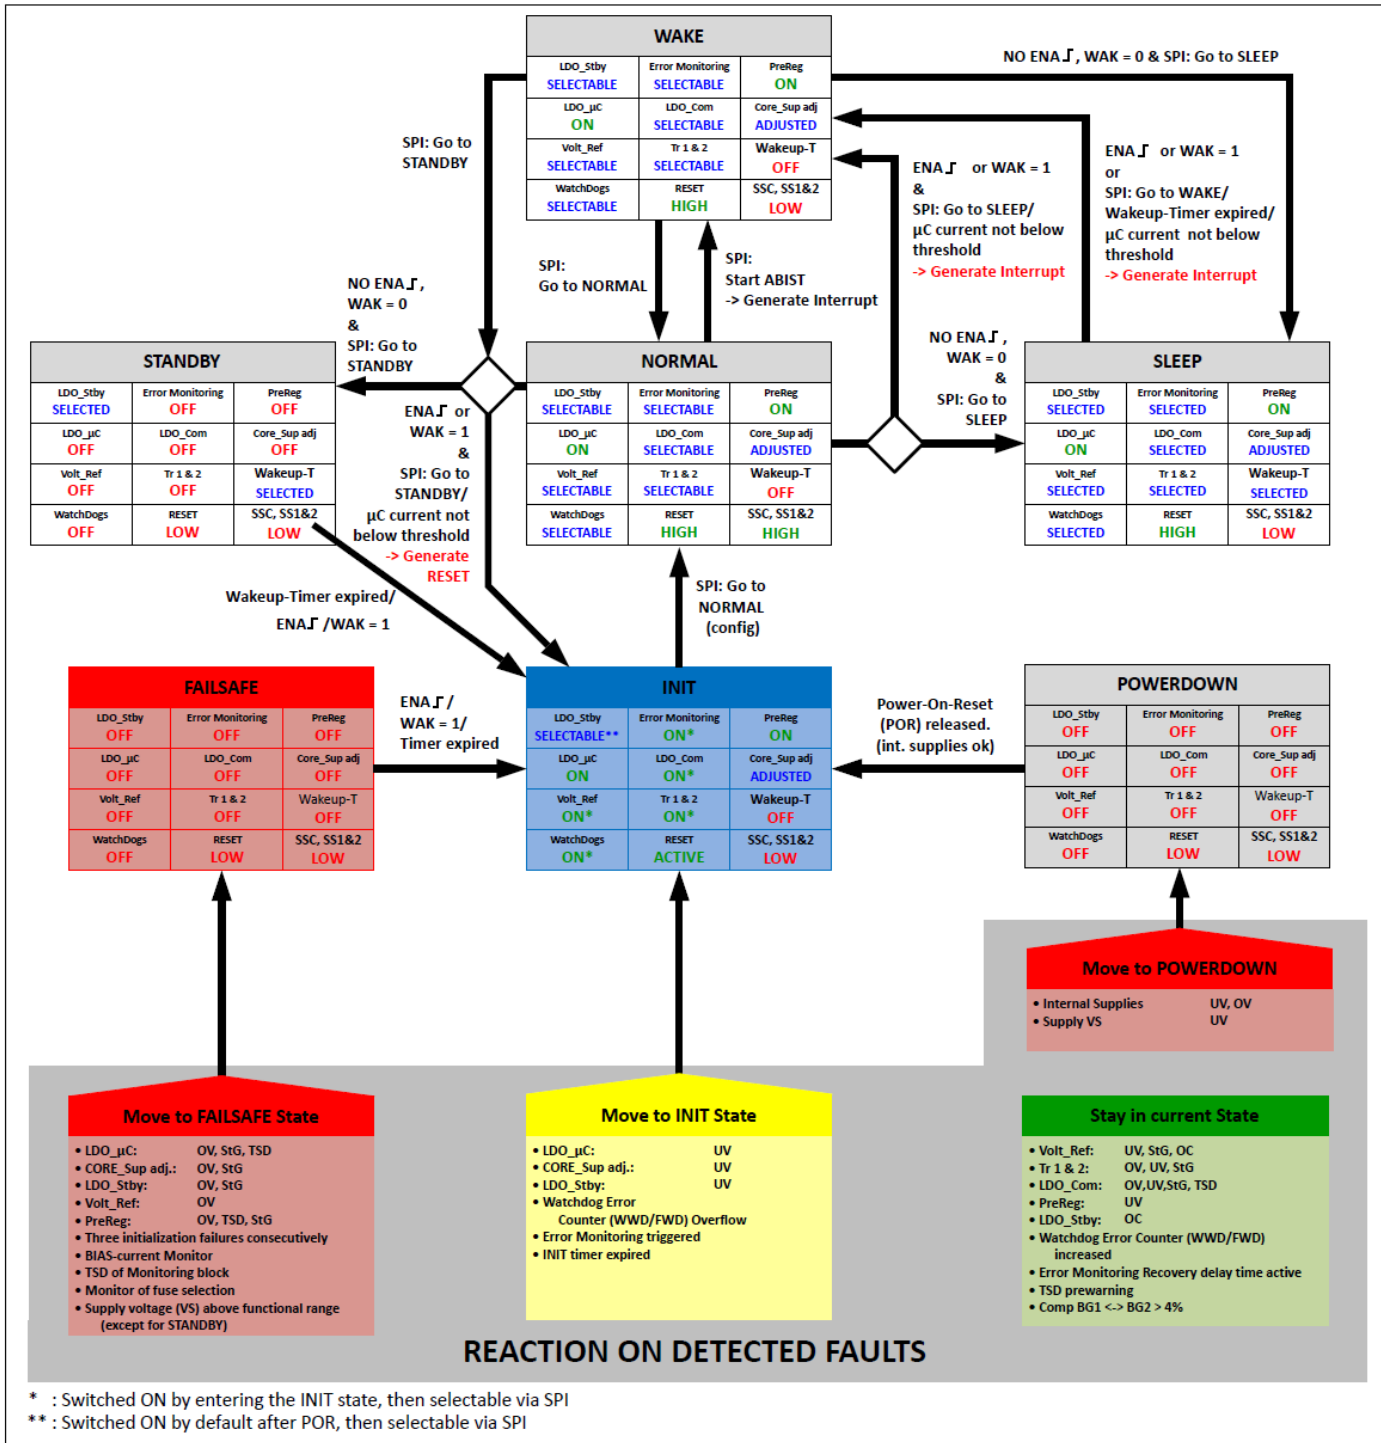 WAKE
LDO_Stby Error Monitoring PreReg
SELECTABLE SELECTABLE ON
LDO_µC LDO_Com Core_Sup adj
ON SELECTABLE ADJUSTED
Volt_Ref Tr 1 & 2 Wakeup-T
SELECTABLE SELECTABLE OFF
WatchDogs RESET SSC, SS1&2
SELECTABLE HIGH LOW
NO ENA, WAK = 0 & SPI: Go to SLEEP
SPI: Go to
STANDBY
ENA or WAK = 1
&
SPI: Go to SLEEP/
µC current not below
threshold
-> Generate Interrupt
ENA or WAK = 1
or
SPI: Go to WAKE/
Wakeup-Timer expired/
µC current not below
threshold
-> Generate Interrupt
SPI:
Go to NORMAL
SPI:
Start ABIST
-> Generate Interrupt
NO ENA,
WAK = 0
&
SPI: Go to
STANDBY
NO ENA,
WAK = 0
&
SPI: Go to
SLEEP
STANDBY
LDO_Stby Error Monitoring PreReg
SELECTED OFF OFF
LDO_µC LDO_Com Core_Sup adj
OFF OFF OFF
Volt_Ref Tr 1 & 2 Wakeup-T
OFF OFF SELECTED
WatchDogs RESET SSC, SS1&2
OFF LOW LOW
ENA or
WAK = 1
&
SPI: Go to
STANDBY/
µC current not
below threshold
-> Generate
RESET
NORMAL
LDO_Stby Error Monitoring PreReg
SELECTABLE SELECTABLE ON
LDO_µC LDO_Com Core_Sup adj
ON SELECTABLE ADJUSTED
Volt_Ref Tr 1 & 2 Wakeup-T
SELECTABLE SELECTABLE OFF
WatchDogs RESET SSC, SS1&2
SELECTABLE HIGH HIGH
SLEEP
LDO_Stby Error Monitoring PreReg
SELECTED SELECTED ON
LDO_µC LDO_Com Core_Sup adj
ON SELECTED ADJUSTED
Volt_Ref Tr 1 & 2 Wakeup-T
SELECTED SELECTED SELECTED
WatchDogs RESET SSC, SS1&2
SELECTED HIGH LOW
Wakeup-Timer expired/
ENA /WAK = 1
SPI: Go to
NORMAL
(config)
FAILSAFE
LDO_Stby Error Monitoring PreReg
OFF OFF OFF
LDO_µC LDO_Com Core_Sup adj
OFF OFF OFF
Volt_Ref Tr 1 & 2 Wakeup-T
OFF OFF OFF
WatchDogs RESET SSC, SS1&2
OFF LOW LOW
ENA /
WAK = 1/
Timer expired
INIT
LDO_Stby Error Monitoring PreReg
SELECTABLE** ON* ON
LDO_µC LDO_Com Core_Sup adj
ON ON* ADJUSTED
Volt_Ref Tr 1 & 2 Wakeup-T
ON* ON* OFF
WatchDogs RESET SSC, SS1&2
ON* ACTIVE LOW
Power-On-Reset
(POR) released.
(int. supplies ok)
POWERDOWN
LDO_Stby Error Monitoring PreReg
OFF OFF OFF
LDO_µC LDO_Com Core_Sup adj
OFF OFF OFF
Volt_Ref Tr 1 & 2 Wakeup-T
OFF OFF OFF
WatchDogs RESET SSC, SS1&2
OFF LOW LOW
Move to POWERDOWN
• Internal Supplies UV, OV
• Supply VS UV
Move to FAILSAFE State
• LDO_µC: OV, StG, TSD
• CORE_Sup adj.: OV, StG
• LDO_Stby: OV, StG
• Volt_Ref: OV
• PreReg: OV, TSD, StG
• Three initialization failures consecutively
• BIAS-current Monitor
• TSD of Monitoring block
• Monitor of fuse selection
• Supply voltage (VS) above functional range
(except for STANDBY)
Move to INIT State
• LDO_µC: UV
• CORE_Sup adj.: UV
• LDO_Stby: UV
• Watchdog Error
Counter (WWD/FWD) Overflow
• Error Monitoring triggered
• INIT timer expired
Stay in current State
• Volt_Ref: UV, StG, OC
• Tr 1 & 2: OV, UV, StG
• LDO_Com: OV,UV,StG, TSD
• PreReg: UV
• LDO_Stby: OC
• Watchdog Error Counter (WWD/FWD)
increased
• Error Monitoring Recovery delay time active
• TSD prewarning
• Comp BG1 <-> BG2 > 4%
REACTION ON DETECTED FAULTS
* : Switched ON by entering the INIT state, then selectable via SPI
** : Switched ON by default after POR, then selectable via SPI